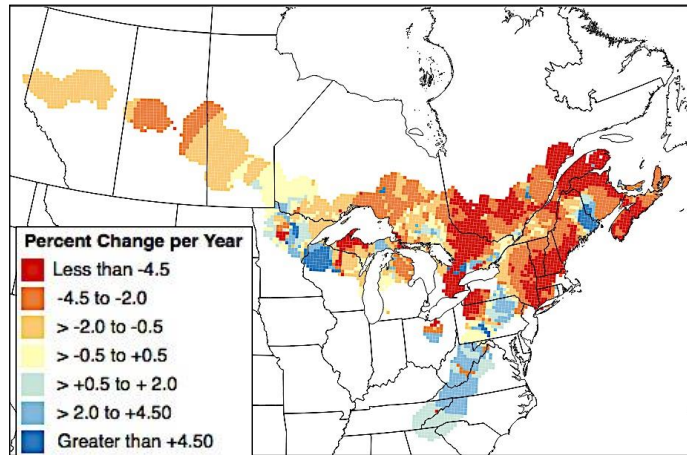 Percent Change per Year
Less than -4.5
-4.5 to -2.0
> -2.0 to -0.5
> -0.5 to +0.5
> +0.5 to + 2.0
> 2.0 to +4.50
Greater than +4.50